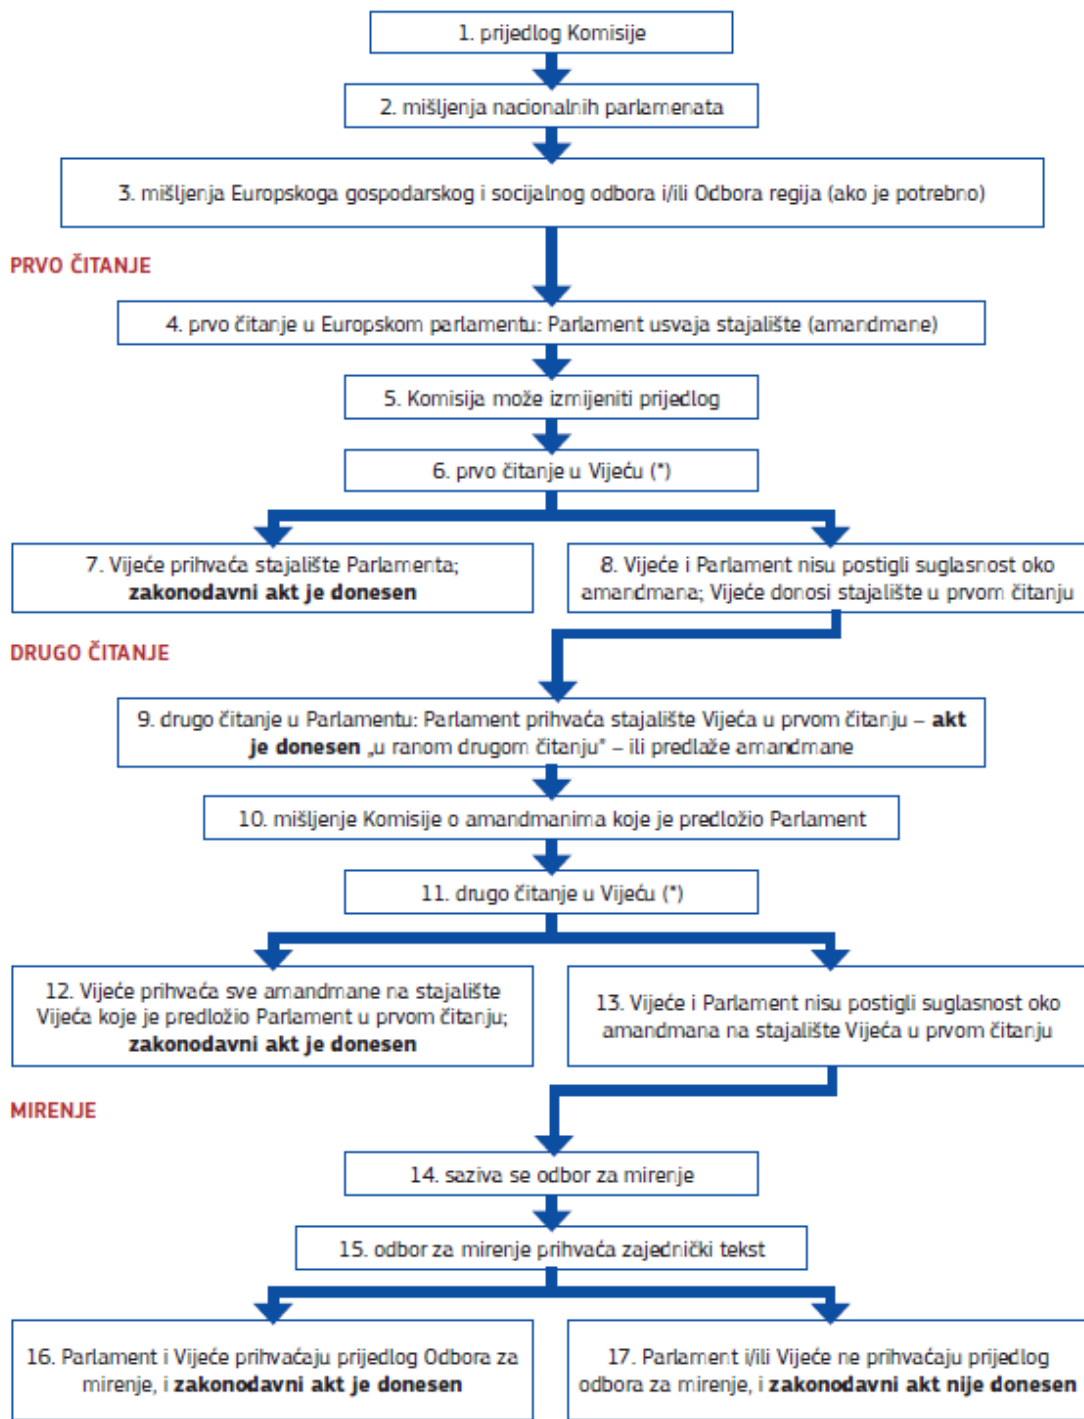 1. prijedlog Komisije
2. mišljenja nacionalnih parlamenata
3. mišljenja Europskoga gospodarskog i socijalnog odbora i/ili Odbora regija (ako je potrebno)
PRVO ČITANJE
4. prvo čitanje u Europskom parlamentu: Parlament usvaja stajalište (amandmane)
5. Komisija može izmijeniti prijedlog
6. prvo čitanje u Vijeću (*)
7. Vijeće prihvaća stajalište Parlamenta;
zakonodavni akt je donesen
8. Vijeće i Parlament nisu postigli suglasnost oko
amandmana; Vijeće donosi stajalište u prvom čitanju
DRUGO ČITANJE
9. drugo čitanje u Parlamentu: Parlament prihvaća stajalište Vijeća u prvom čitanju – akt
je donesen „u ranom drugom čitanju” – ili predlaže amandmane
10. mišljenje Komisije o amandmanima koje je predložio Parlament
11. drugo čitanje u Vijeću (*)
12. Vijeće prihvaća sve amandmane na stajalište
Vijeća koje je predložio Parlament u prvom čitanju;
zakonodavni akt je donesen
13. Vijeće i Parlament nisu postigli suglasnost oko
amandmana na stajalište Vijeća u prvom čitanju
MIRENJE
14. saziva se odbor za mirenje
15. odbor za mirenje prihvaća zajednički tekst
16. Parlament i Vijeće prihvaćaju prijedlog Odbora za
mirenje, i zakonodavni akt je donesen
17. Parlament i/ili Vijeće ne prihvaćaju prijedlog
odbora za mirenje, i zakonodavni akt nije donesen